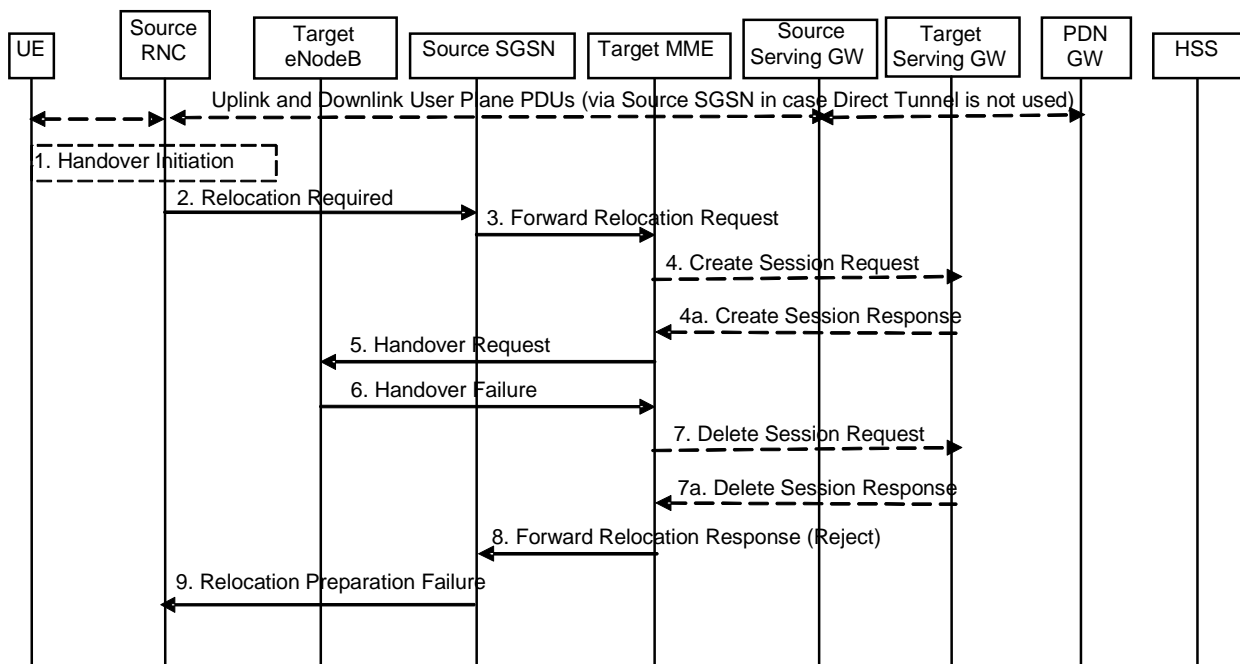 UE
Source
RNC
Target
eNodeB
Source SGSN
Target MME
Source
Serving GW
Target
Serving GW
PDN
GW
HSS
Uplink and Downlink User Plane PDUs (via Source SGSN in case Direct Tunnel is not used)
1. Handover Initiation
2. Relocation Required
3. Forward Relocation Request
4. Create Session Request
4a. Create Session Response
5. Handover Request
6. Handover Failure
7. Delete Session Request
7a. Delete Session Response
8. Forward Relocation Response (Reject)
9. Relocation Preparation Failure